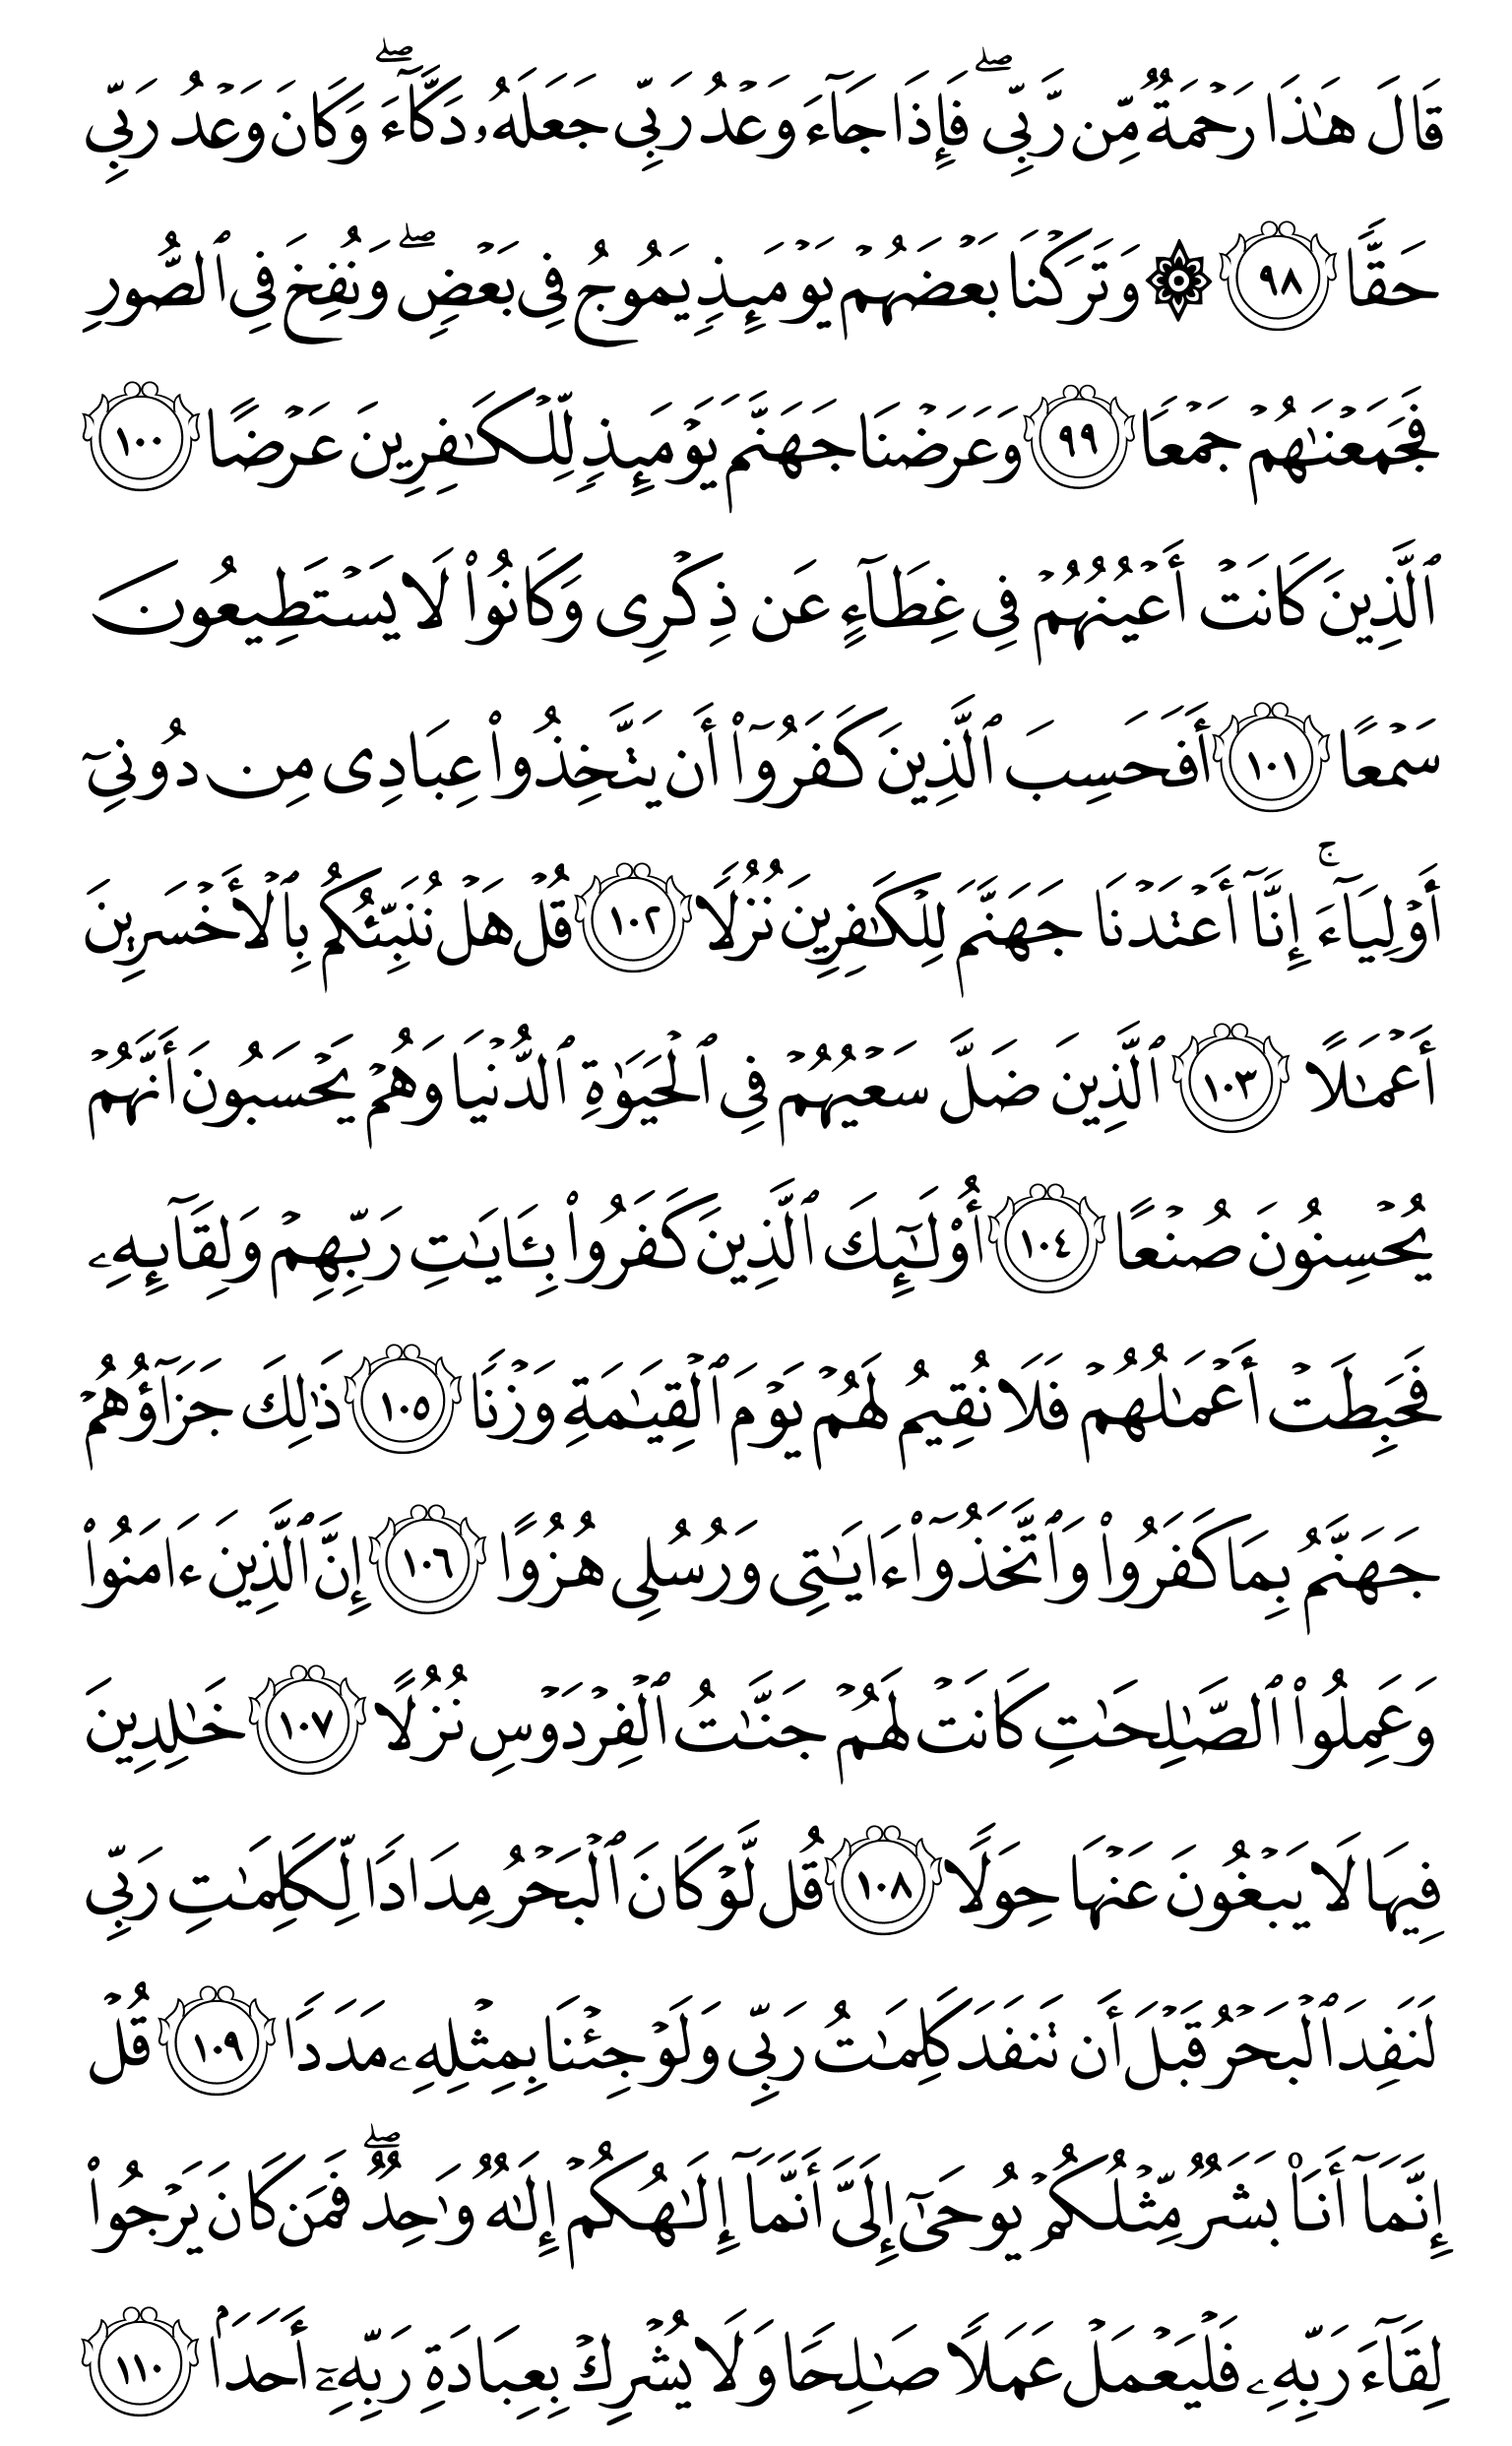 قَالَ هَٰذَا رَحۡمَةٞ مِّن رَّبِّيۖ فَإِذَا جَآءَ وَعۡدُ رَبِّي جَعَلَهُۥ دَكَّآءَۖ وَكَانَ وَعۡدُ رَبِّي
حَقّٗا ٩٨ ۞ وَتَرَكۡنَا بَعۡضَهُمۡ يَوۡمَئِذٖ يَمُوجُ فِي بَعۡضٖۖ وَنُفِخَ فِي ٱلصُّورِ
فَجَمَعۡنَٰهُمۡ جَمۡعٗا ٩٩ وَعَرَضۡنَا جَهَنَّمَ يَوۡمَئِذٖ لِّلۡكَٰفِرِينَ عَرۡضًا ١٠٠
ٱلَّذِينَ كَانَتۡ أَعۡيُنُهُمۡ فِي غِطَآءٍ عَن ذِكۡرِي وَكَانُواْ لَا يَسۡتَطِيعُونَ
سَمۡعًا ١٠١ أَفَحَسِبَ ٱلَّذِينَ كَفَرُوٓاْ أَن يَتَّخِذُواْ عِبَادِي مِن دُونِيٓ
أَوۡلِيَآءَۚ إِنَّآ أَعۡتَدۡنَا جَهَنَّمَ لِلۡكَٰفِرِينَ نُزُلٗا ١٠٢ قُلۡ هَلۡ نُنَبِّئُكُم بِٱلۡأَخۡسَرِينَ
أَعۡمَٰلًا ١٠٣ ٱلَّذِينَ ضَلَّ سَعۡيُهُمۡ فِي ٱلۡحَيَوٰةِ ٱلدُّنۡيَا وَهُمۡ يَحۡسَبُونَ أَنَّهُمۡ
يُحۡسِنُونَ صُنۡعًا ١٠٤ أُوْلَٰٓئِكَ ٱلَّذِينَ كَفَرُواْ بِـَٔايَٰتِ رَبِّهِمۡ وَلِقَآئِهِۦ
فَحَبِطَتۡ أَعۡمَٰلُهُمۡ فَلَا نُقِيمُ لَهُمۡ يَوۡمَ ٱلۡقِيَٰمَةِ وَزۡنٗا ١٠٥ ذَٰلِكَ جَزَآؤُهُمۡ
جَهَنَّمُ بِمَا كَفَرُواْ وَٱتَّخَذُوٓاْ ءَايَٰتِي وَرُسُلِي هُزُوًا ١٠٦ إِنَّ ٱلَّذِينَ ءَامَنُواْ
وَعَمِلُواْ ٱلصَّٰلِحَٰتِ كَانَتۡ لَهُمۡ جَنَّٰتُ ٱلۡفِرۡدَوۡسِ نُزُلًا ١٠٧ خَٰلِدِينَ
فِيهَا لَا يَبۡغُونَ عَنۡهَا حِوَلٗا ١٠٨ قُل لَّوۡ كَانَ ٱلۡبَحۡرُ مِدَادٗا لِّكَلِمَٰتِ رَبِّي
لَنَفِدَ ٱلۡبَحۡرُ قَبۡلَ أَن تَنفَدَ كَلِمَٰتُ رَبِّي وَلَوۡ جِئۡنَا بِمِثۡلِهِۦ مَدَدٗا ١٠٩ قُلۡ
إِنَّمَآ أَنَا۠ بَشَرٞ مِّثۡلُكُمۡ يُوحَىٰٓ إِلَيَّ أَنَّمَآ إِلَٰهُكُمۡ إِلَٰهٞ وَٰحِدٞۖ فَمَن كَانَ يَرۡجُواْ
لِقَآءَ رَبِّهِۦ فَلۡيَعۡمَلۡ عَمَلٗا صَٰلِحٗا وَلَا يُشۡرِكۡ بِعِبَادَةِ رَبِّهِۦٓ أَحَدَۢا ١١٠